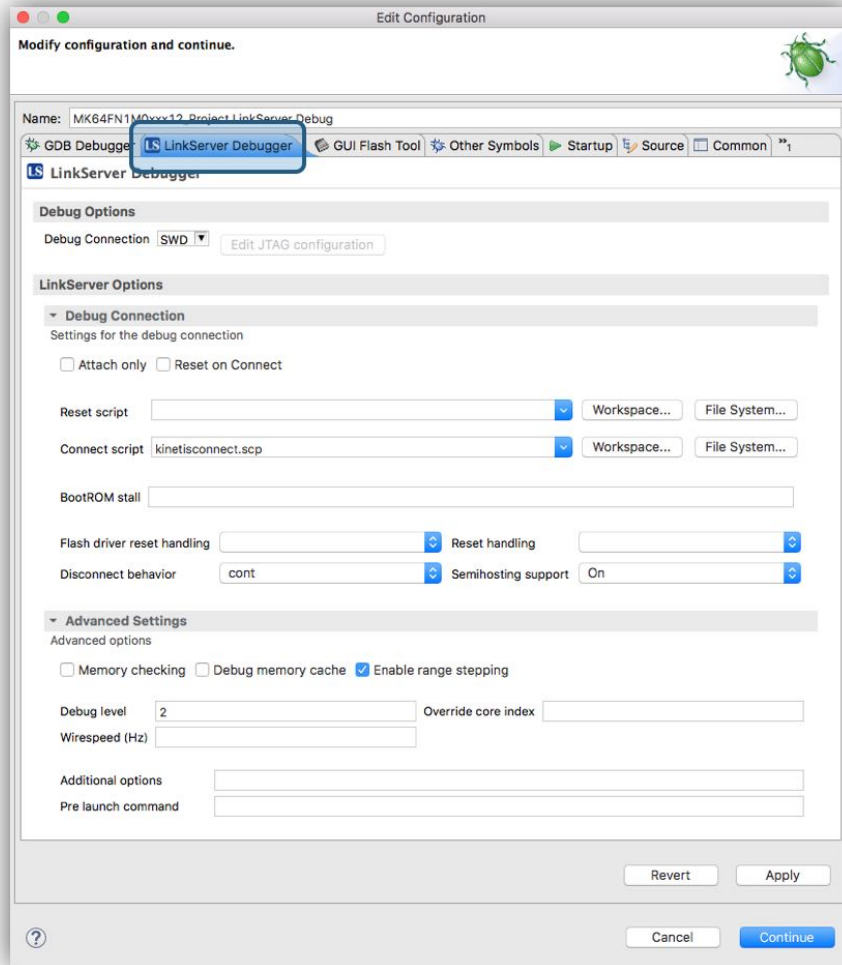 Edit Configuration
Modify configuration and continue.
Name: MK64FN1M0xxx12_Project LinkServer Debug
GDB Debugger LS LinkServer Debugger GUI Flash Tool Other Symbols Startup Source Common »1
LS LinkServer Debugger
Debug Options
Debug Connection SWD Edit JTAG configuration
LinkServer Options
Debug Connection
Settings for the debug connection
Attach only Reset on Connect
Reset script Workspace... File System...
Connect script kinetisconnect.scp Workspace... File System...
BootROM stall
Flash driver reset handling Reset handling
Disconnect behavior cont Semihosting support On
Advanced Settings
Advanced options
Memory checking Debug memory cache Enable range stepping
Debug level 2 Override core index
Wirespeed (Hz)
Additional options
Pre launch command
Revert Apply
? Cancel Continue